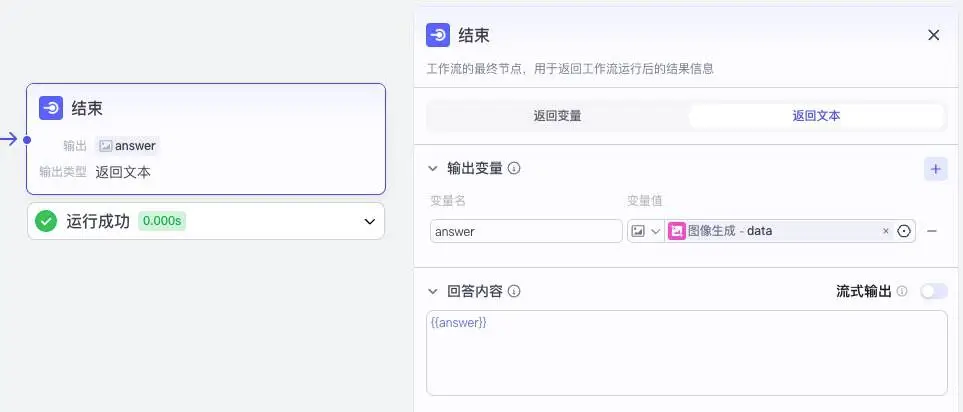 结束
输出 answer
输出类型 返回文本
运行成功 0.000s
结束
工作流的最终节点，用于返回工作流运行后的结果信息
返回变量 返回文本
输出变量
变量名 变量值
answer 图像生成 - data
回答内容 流式输出
{{answer}}